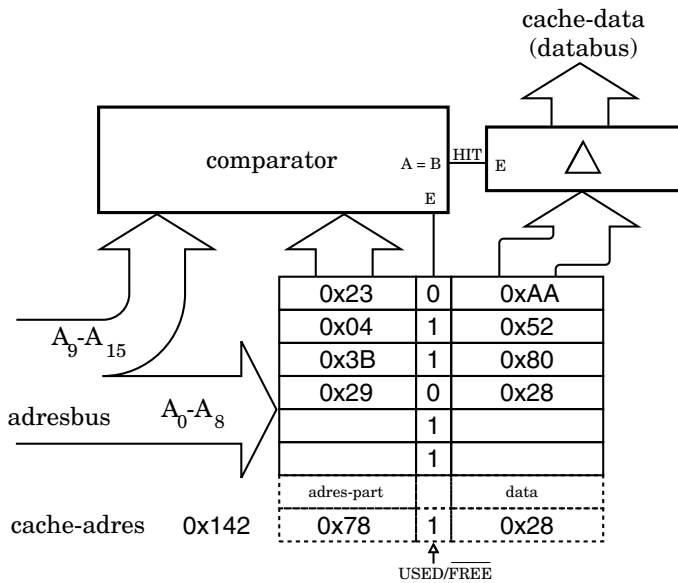 cache-data
(databus)
comparator
A = B
HIT
E
E
0x23 0 0xAA
0x04 1 0x52
0x3B 1 0x80
0x29 0 0x28
1
1
A9-A15
adresbus A0-A8
adres-part data
cache-adres 0x142 0x78 1 0x28
USED/FREE